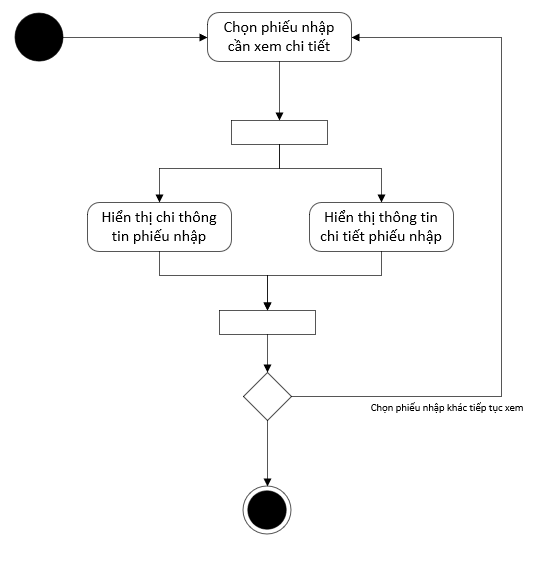 Chọn phiếu nhập
cần xem chi tiết
Hiển thị chi thông
tin phiếu nhập
Hiển thị thông tin
chi tiết phiếu nhập
Chọn phiếu nhập khác tiếp tục xem